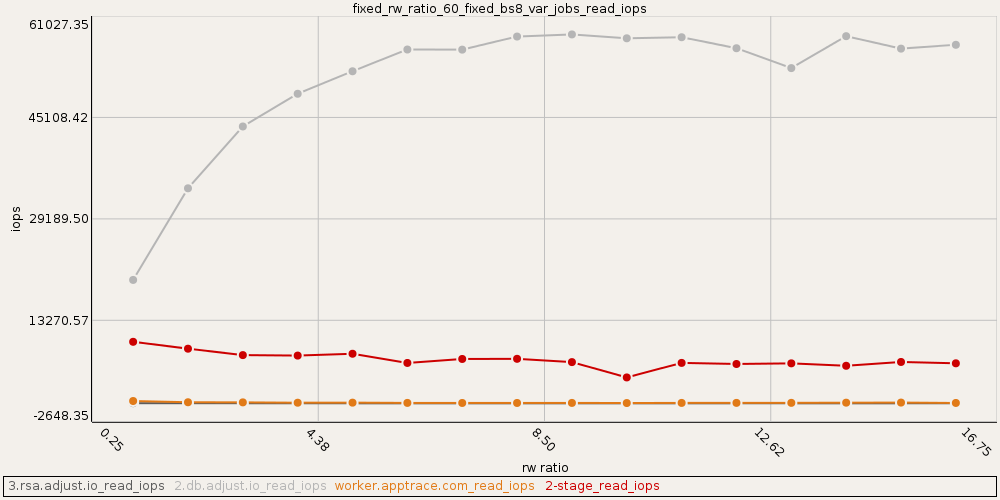 fixed_rw_ratio_60_fixed_bs8_var_jobs_read_iops
61027.35
45108.42
iops
29189.50
13270.57
-2648.35
0.25 4.38 8.50 12.62 16.75
rw ratio
3.rsa.adjust.io_read_iops 2.db.adjust.io_read_iops worker.apptrace.com_read_iops 2-stage_read_iops